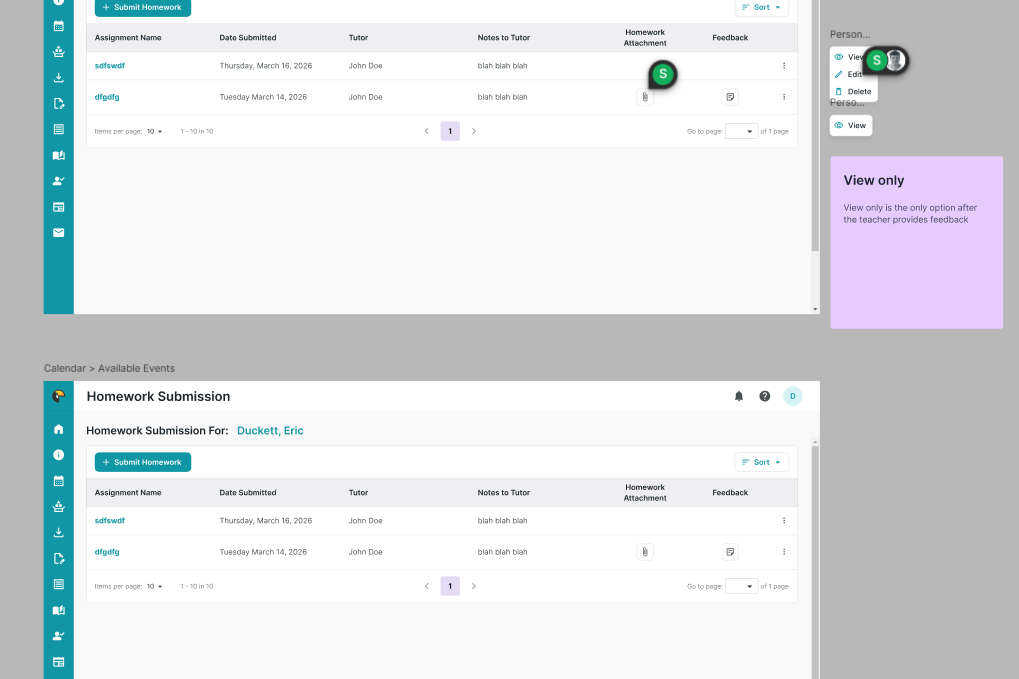 Submit Homework
Sort
Assignment Name Date Submitted Tutor Notes to Tutor Homework Attachment Feedback
sdfswdf Thursday, March 16, 2026 John Doe blah blah blah
S
dfgdfg Tuesday March 14, 2026 John Doe blah blah blah
Items per page: 10 1 - 10 in 10 1 Go to page: of 1 page
Person...
View
S
Edit
Delete
Perso...
View
View only
View only is the only option after
the teacher provides feedback
Calendar > Available Events
Homework Submission
D
Homework Submission For: Duckett, Eric
Submit Homework
Sort
Assignment Name Date Submitted Tutor Notes to Tutor Homework Attachment Feedback
sdfswdf Thursday, March 16, 2026 John Doe blah blah blah
dfgdfg Tuesday March 14, 2026 John Doe blah blah blah
Items per page: 10 1 - 10 in 10 1 Go to page: of 1 page